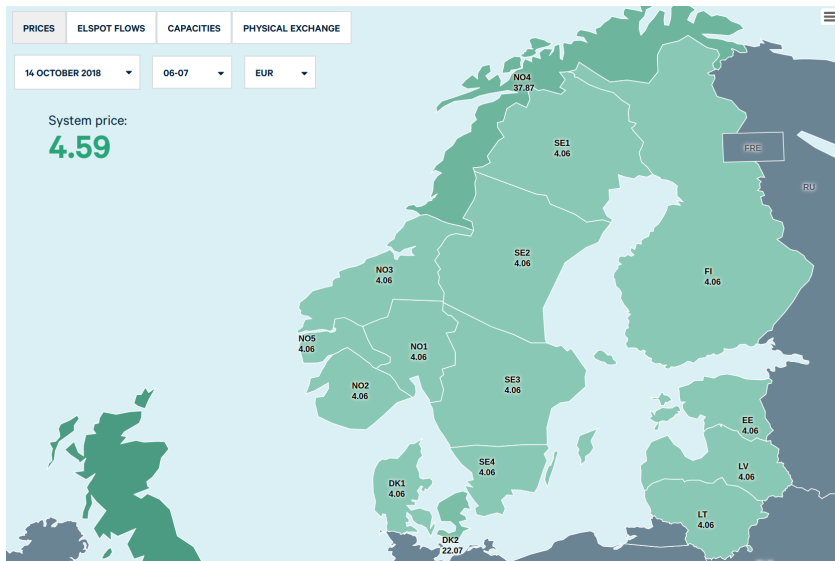 PRICES
ELSPOT FLOWS
CAPACITIES
PHYSICAL EXCHANGE
14 OCTOBER 2018
06-07
EUR
System price:
4.59
NO4
37.87
SE1
4.06
FRE
RU
SE2
4.06
NO3
4.06
FI
4.06
NO5
4.06
NO1
4.06
NO2
4.06
SE3
4.06
EE
4.06
SE4
4.06
LV
4.06
DK1
4.06
LT
4.06
DK2
22.07